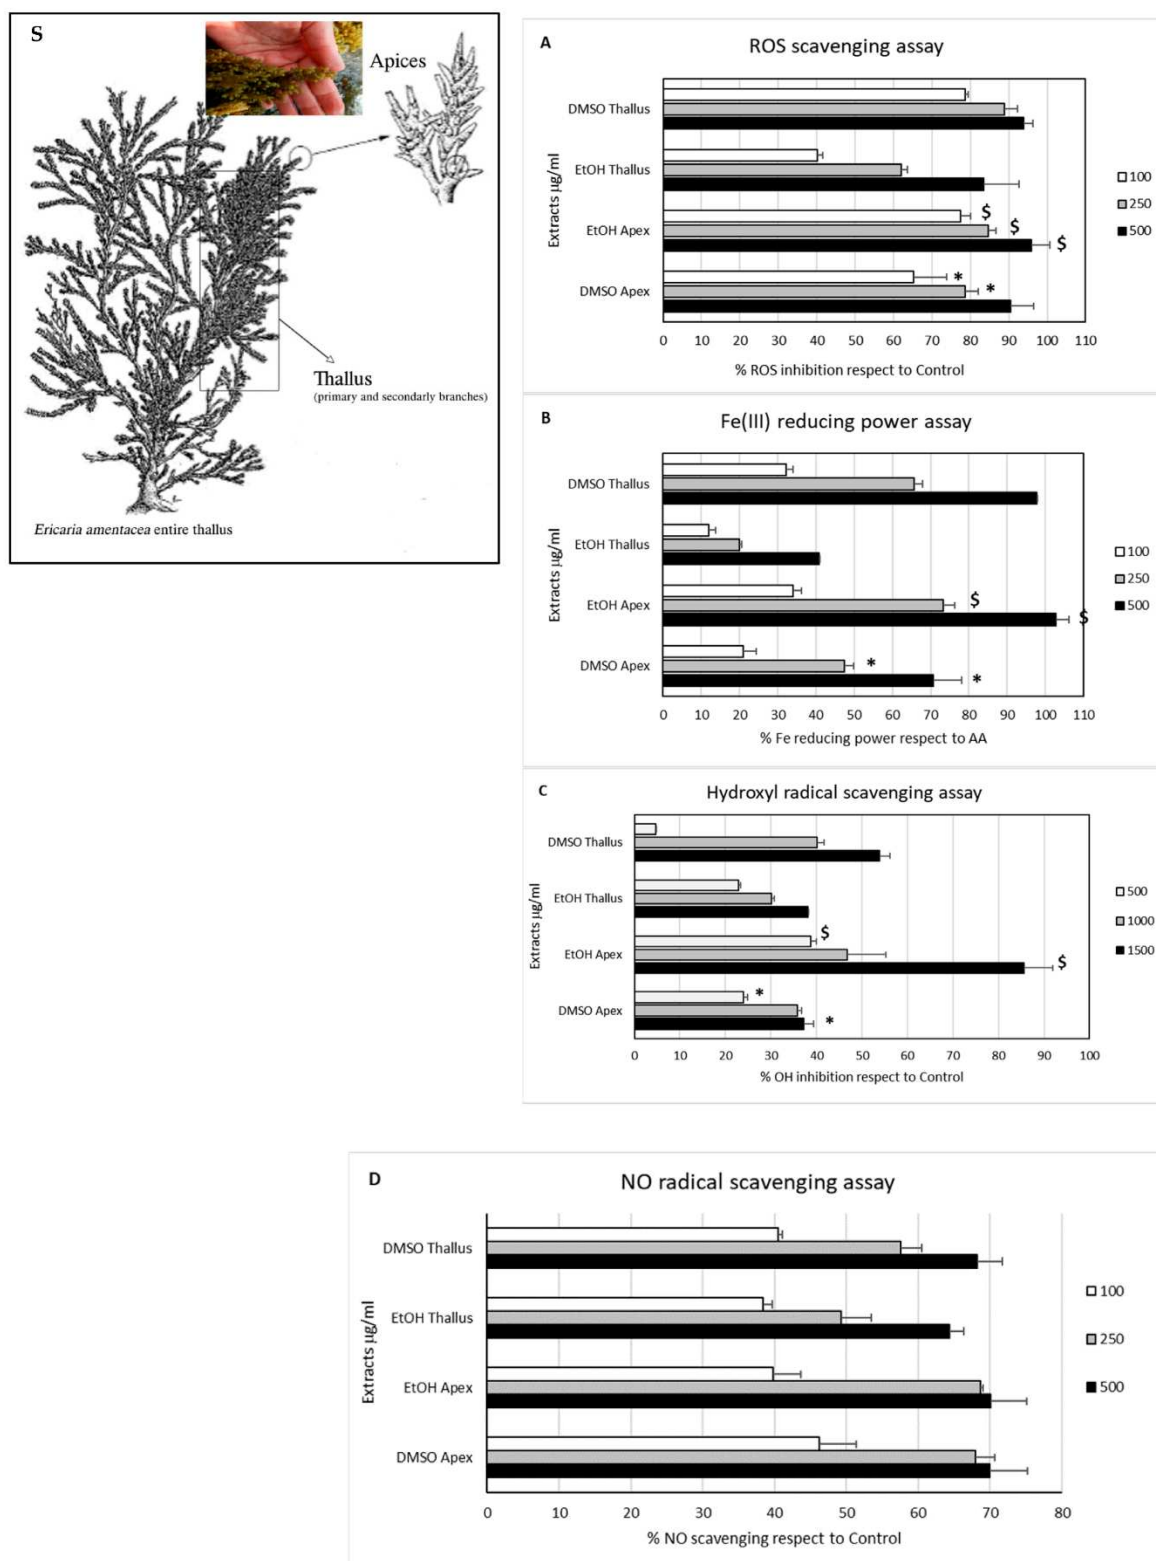 S
Apices
Thallus
(primary and secondarly branches)
Ericaria amentacea entire thallus
A
ROS scavenging assay
DMSO Thallus
EtOH Thallus
EtOH Apex
DMSO Apex
Extracts µg/ml
$
$
$
*
*
100
250
500
0 10 20 30 40 50 60 70 80 90 100 110
% ROS inhibition respect to Control
B
Fe(III) reducing power assay
DMSO Thallus
EtOH Thallus
EtOH Apex
DMSO Apex
Extracts µg/ml
$
$
*
*
100
250
500
0 10 20 30 40 50 60 70 80 90 100 110
% Fe reducing power respect to AA
C
Hydroxyl radical scavenging assay
DMSO Thallus
EtOH Thallus
EtOH Apex
DMSO Apex
Extracts µg/ml
$
$
*
*
500
1000
1500
0 10 20 30 40 50 60 70 80 90 100
% OH inhibition respect to Control
D
NO radical scavenging assay
DMSO Thallus
EtOH Thallus
EtOH Apex
DMSO Apex
Extracts µg/ml
100
250
500
0 10 20 30 40 50 60 70 80
% NO scavenging respect to Control